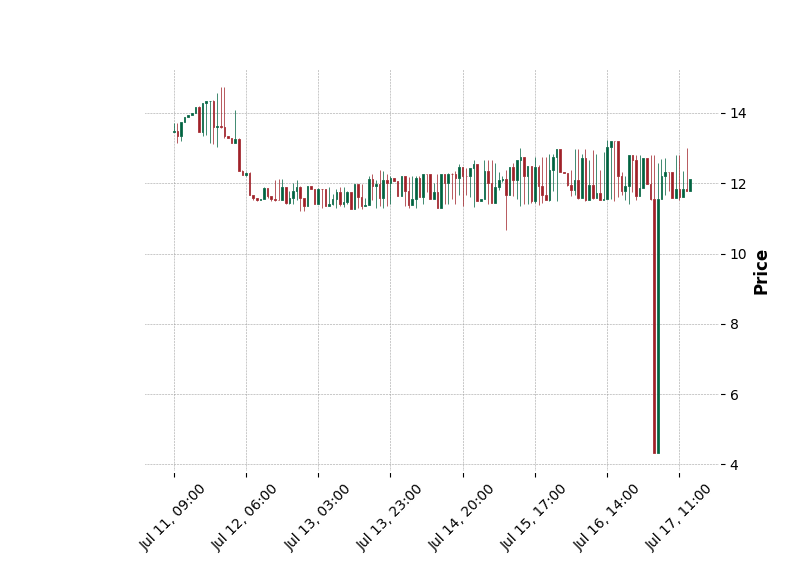 14
12
10
8
6
4
Price
Jul 11, 09:00
Jul 12, 06:00
Jul 13, 03:00
Jul 13, 23:00
Jul 14, 20:00
Jul 15, 17:00
Jul 16, 14:00
Jul 17, 11:00